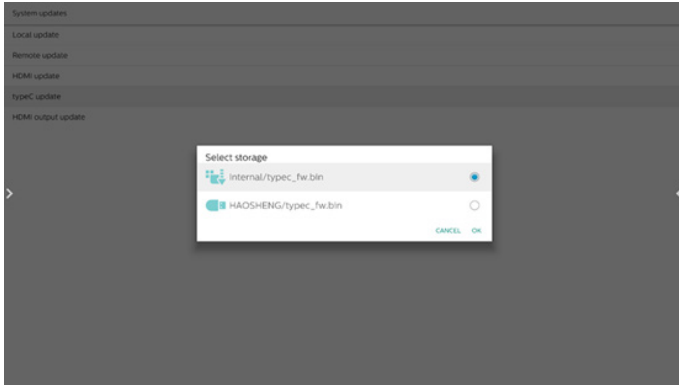 System updates
Local update
Remote update
HDMI update
typeC update
HDMI output update
Select storage
Internal/typec_fw.bin
HAOSHENG/typec_fw.bin
CANCEL OK